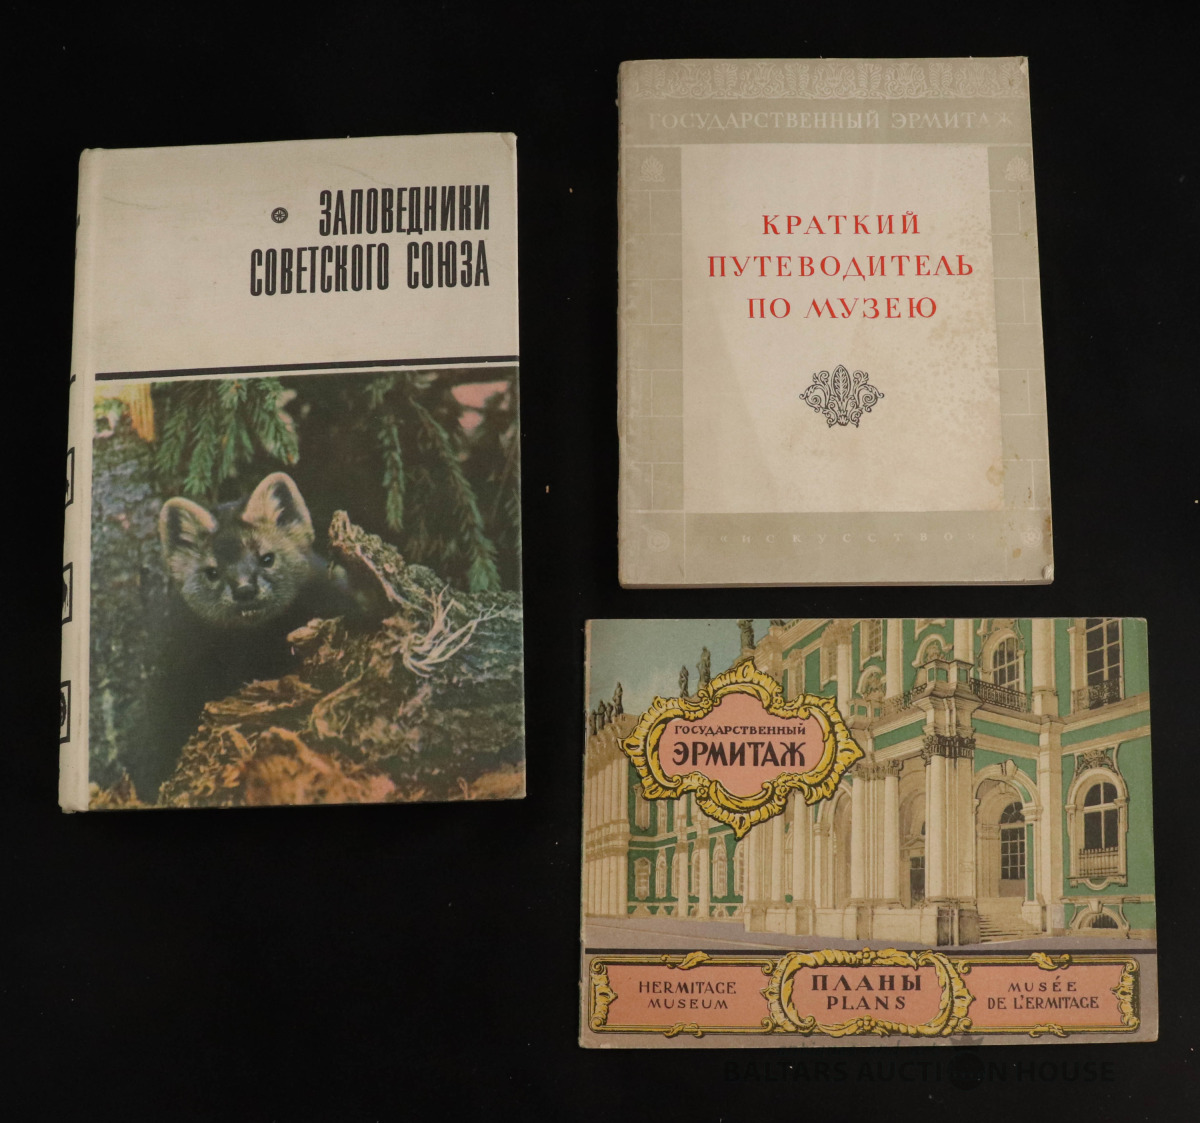 ЗАПОВЕДНИКИ
СОВЕТСКОГО СОЮЗА
ГОСУДАРСТВЕННЫЙ ЭРМИТАЖ
КРАТКИЙ
ПУТЕВОДИТЕЛЬ
ПО МУЗЕЮ
«ИСКУССТВО»
ГОСУДАРСТВЕННЫЙ
ЭРМИТАЖ
HERMITAGE
MUSEUM
ПЛАНЫ
PLANS
MUSÉE
DE L'ERMITAGE
BALTARS AUCTION HOUSE